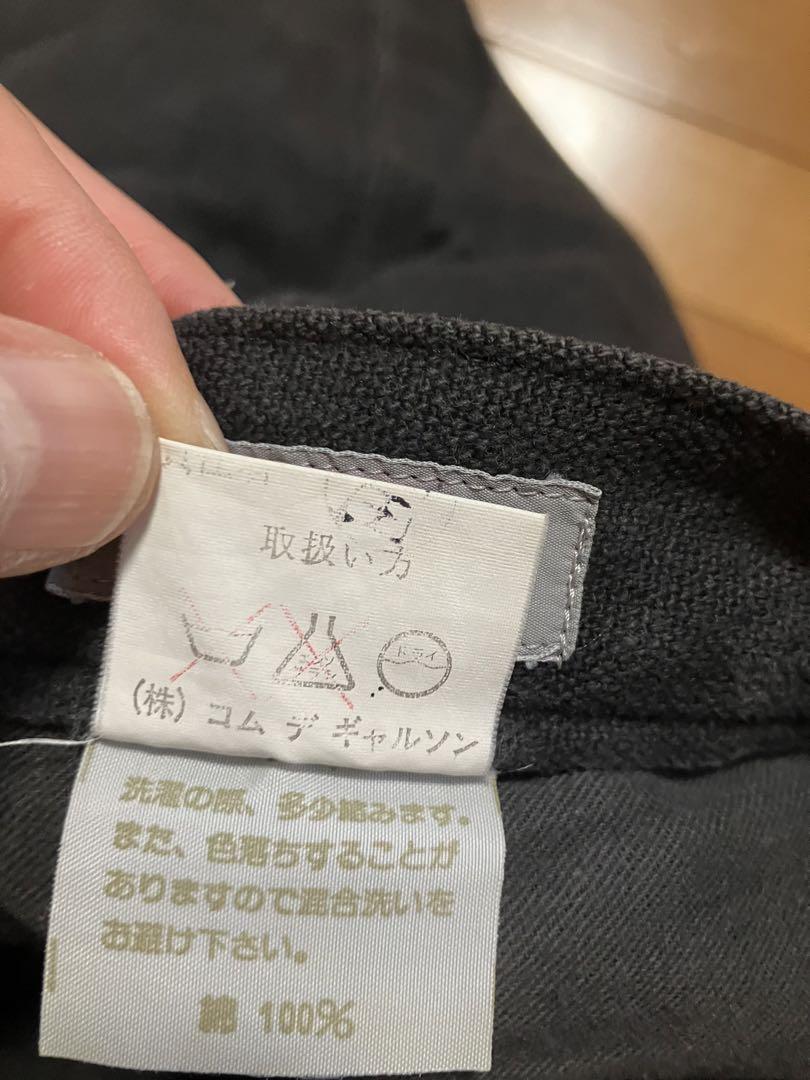 取扱い方
ドライ
(株) コム デ ギャルソン
洗濯の際、多少縮みます。
また、色落ちすることが
ありますので混合洗いを
お避け下さい。
綿 100%